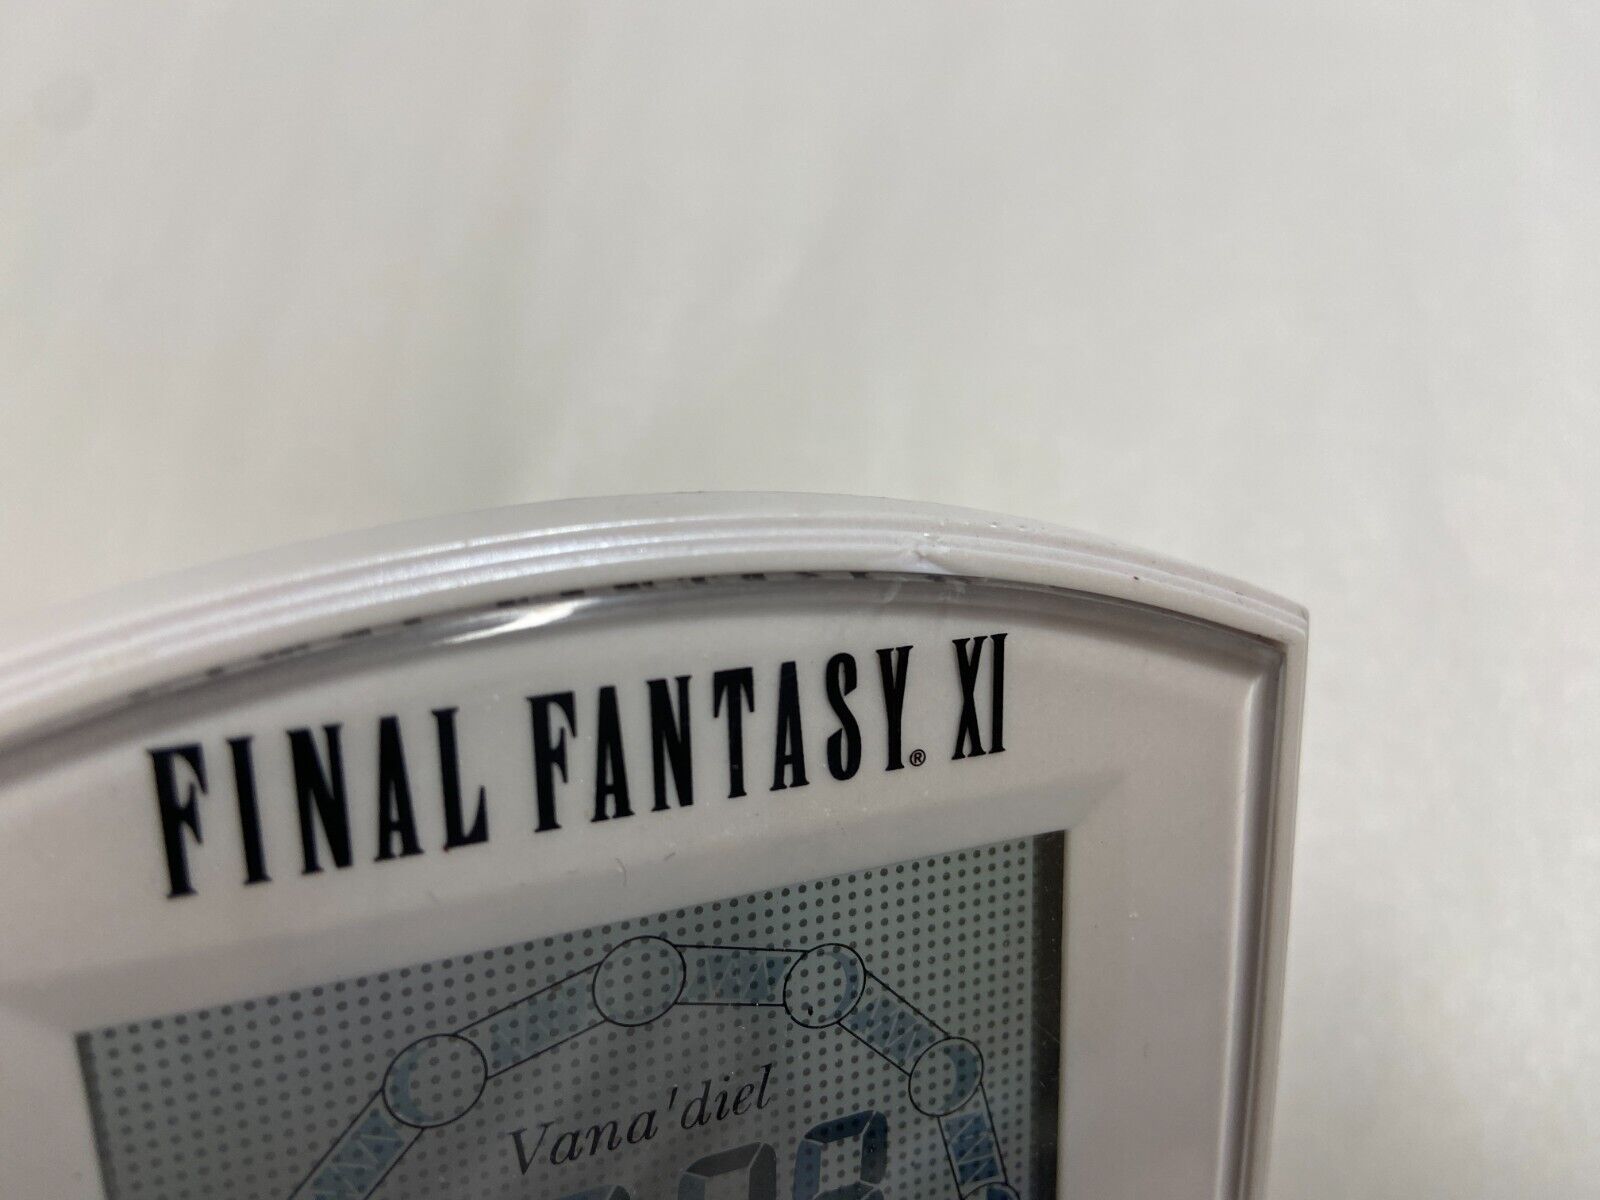 FINAL FANTASY® XI
Vana'diel